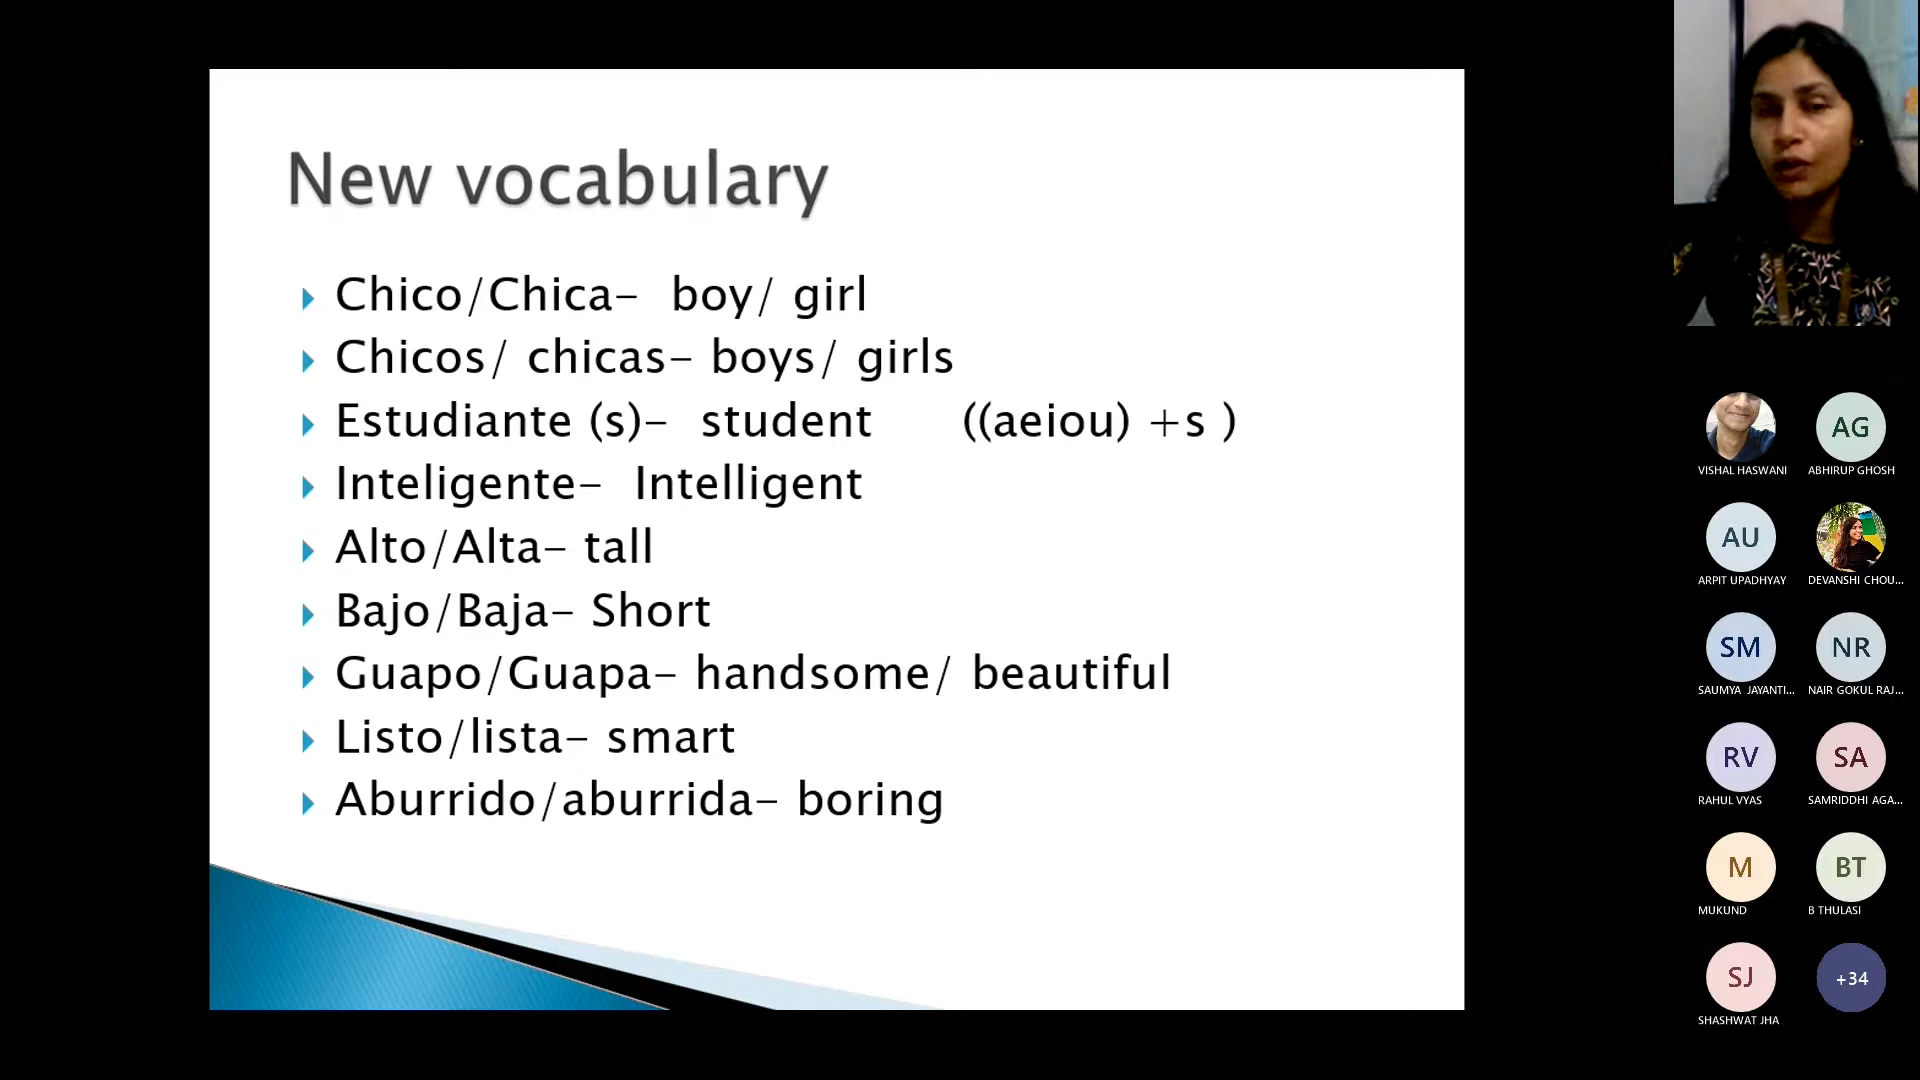 New vocabulary
Chico/Chica– boy/ girl
Chicos/ chicas– boys/ girls
Estudiante (s)– student ((aeiou) +s )
Inteligente– Intelligent
Alto/Alta– tall
Bajo/Baja– Short
Guapo/Guapa– handsome/ beautiful
Listo/lista– smart
Aburrido/aburrida– boring
VISHAL HASWANI
AG
ABHIRUP GHOSH
AU
ARPIT UPADHYAY
DEVANSHI CHOU...
SM
SAUMYA JAYANTI...
NR
NAIR GOKUL RAJ...
RV
RAHUL VYAS
SA
SAMRIDDHI AGA...
M
MUKUND
BT
B THULASI
SJ
SHASHWAT JHA
+34